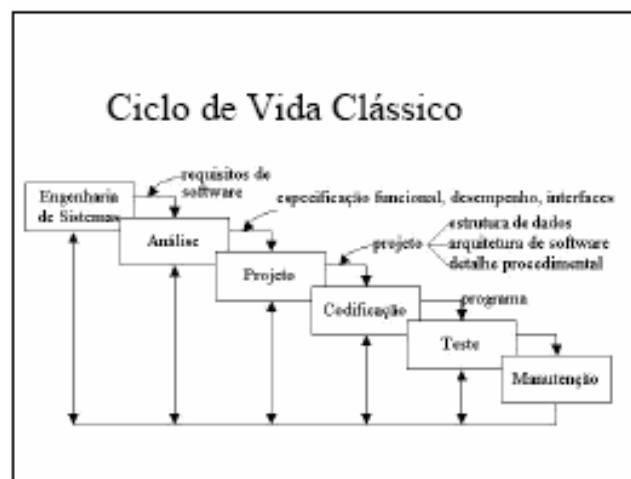 Ciclo de Vida Clássico
requisitos de
software
Engenharia
de Sistemas
especificação funcional, desempenho, interfaces
Análise
estrutura de dados
projeto
arquitetura de software
detalhe procedimental
Projeto
Codificação
programa
Teste
Manutenção